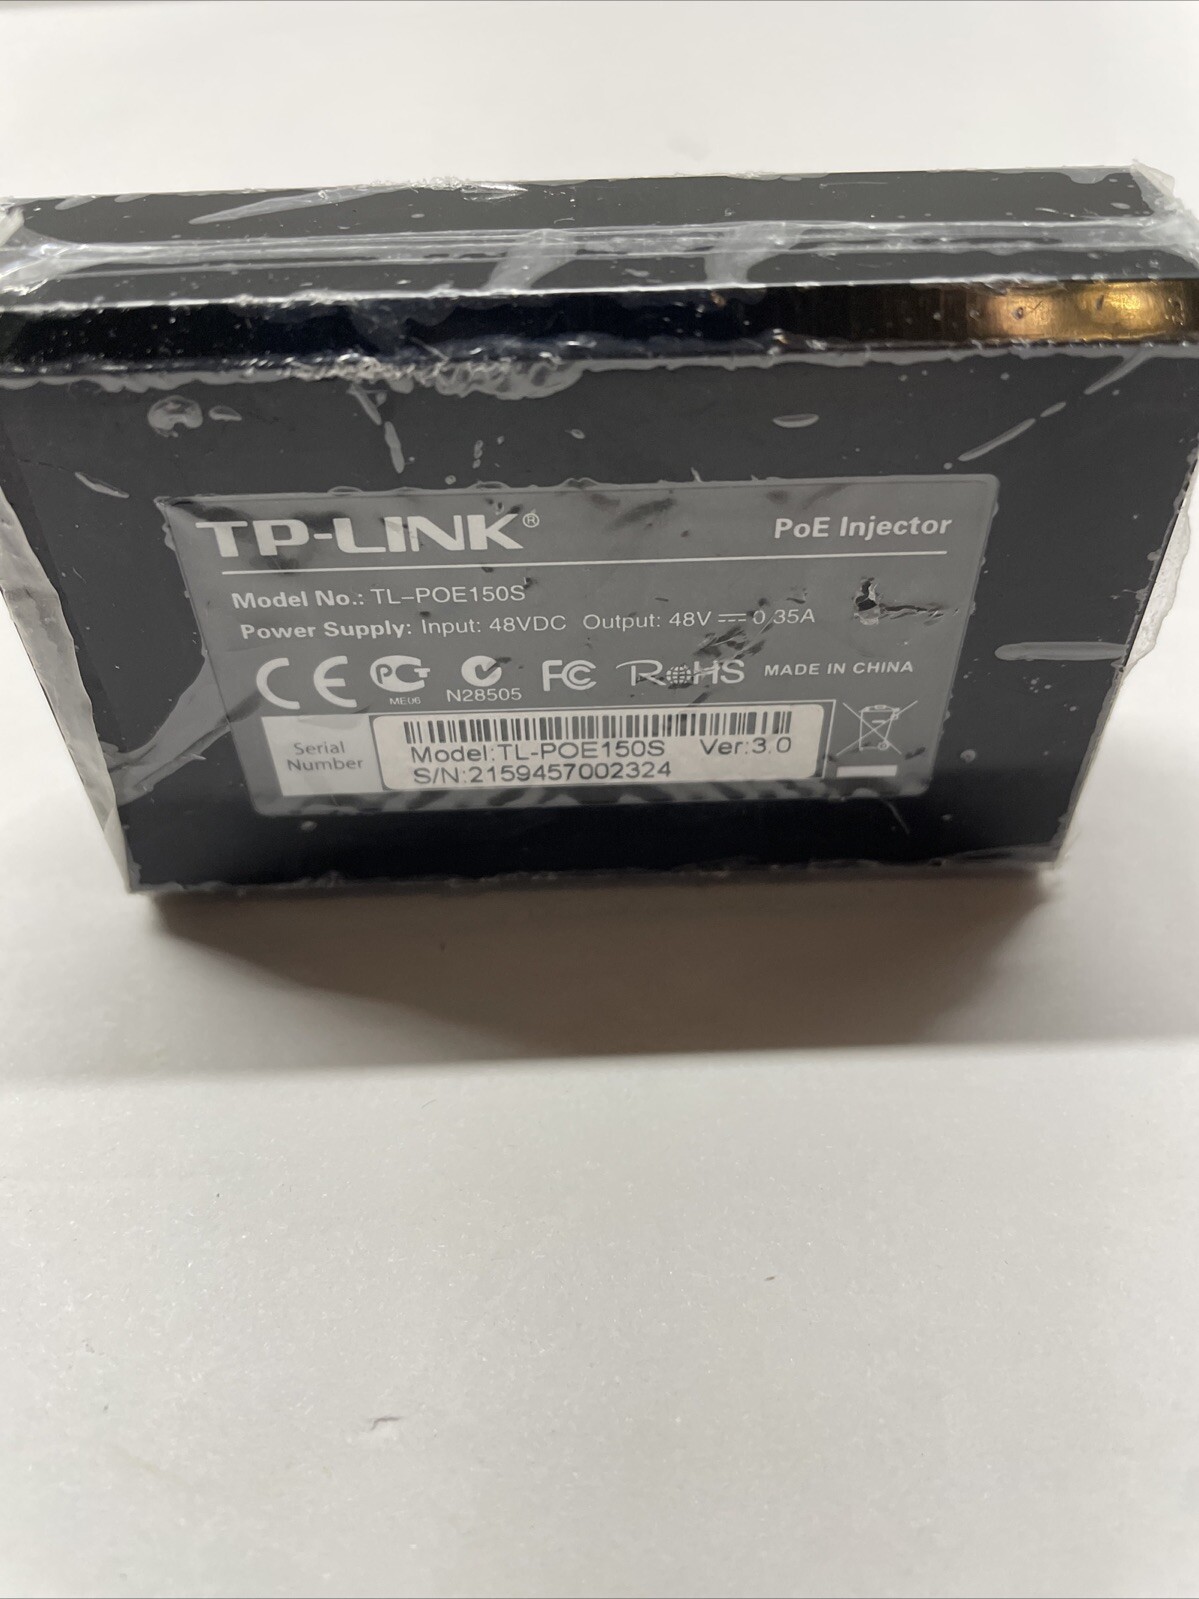 TP-LINK® PoE Injector
Model No.: TL-POE150S
Power Supply: Input: 48VDC Output: 48V ⎓ 0.35A
CE PCT ME06 N28505 FC RoHS MADE IN CHINA
Serial
Number
Model:TL-POE150S Ver:3.0
S/N:2159457002324